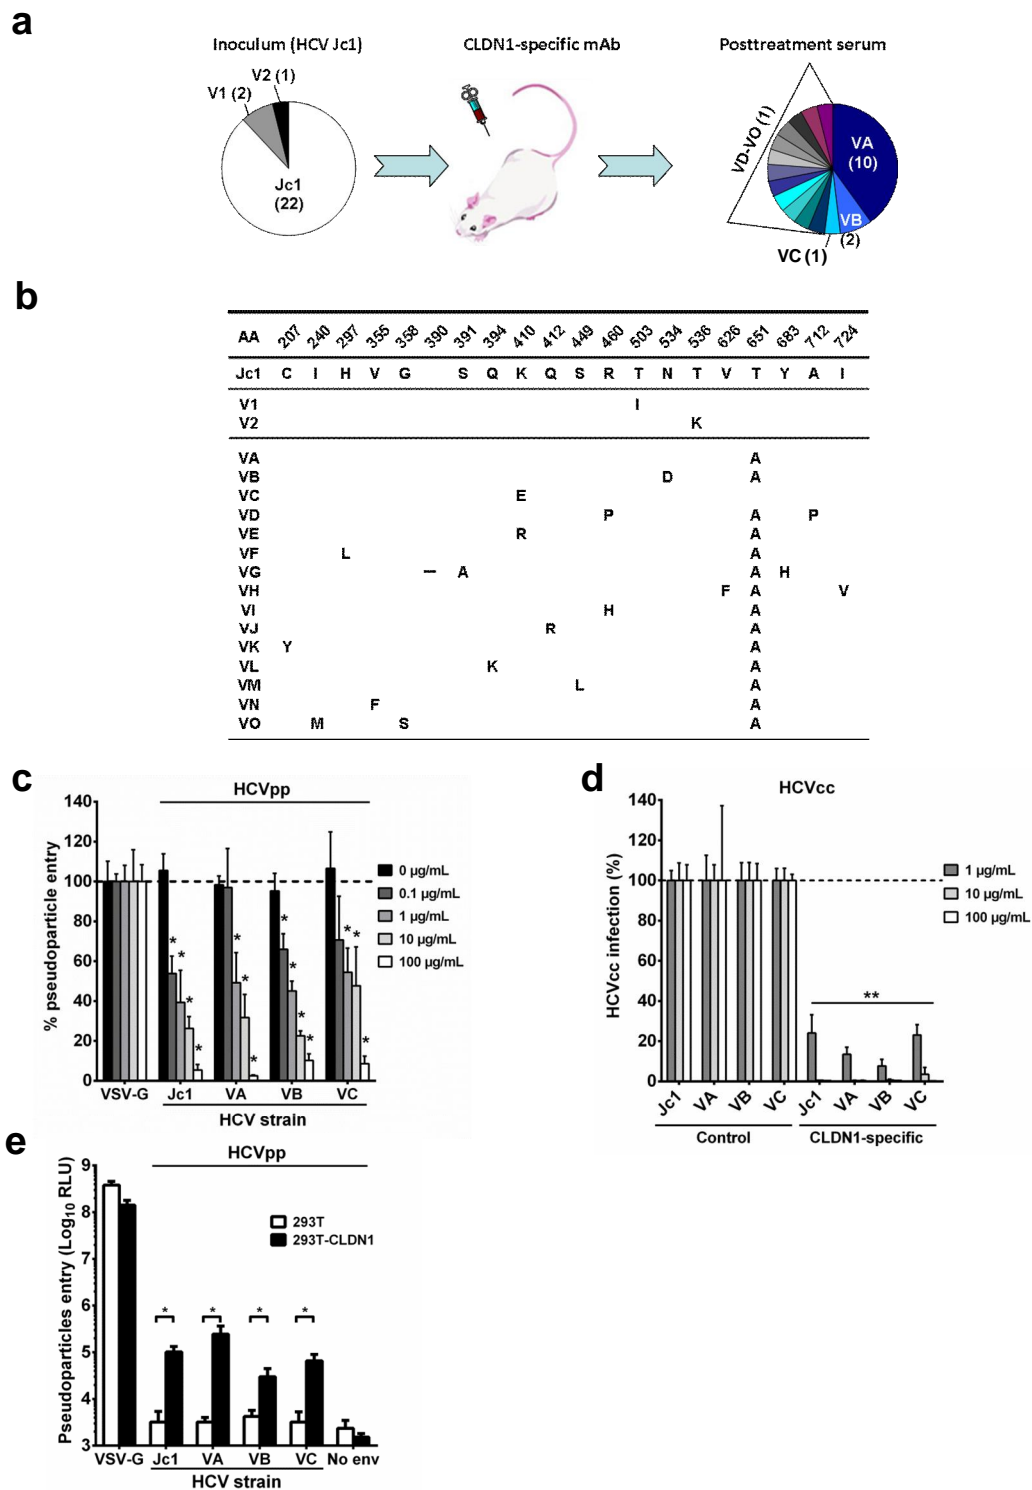 a
Inoculum (HCV Jc1)
CLDN1-specific mAb
Posttreatment serum
V2 (1)
V1 (2)
Jc1
(22)
VD-VO (1)
VA
(10)
VB
(2)
VC (1)
b
AA 207 240 297 355 358 390 391 394 410 412 449 460 503 534 536 626 651 683 712 724
Jc1 C I H V G S Q K Q S R T N T V T Y A I
V1 I
V2 K
VA A
VB D A
VC E
VD P A P
VE R A
VF L A
VG – A A H
VH F A V
VI H A
VJ R A
VK Y A
VL K A
VM L A
VN F A
VO M S A
c
HCVpp
% pseudoparticle entry
140
120
100
80
60
40
20
0
* * * *
* * *
* * * *
* * *
0 µg/mL
0.1 µg/mL
1 µg/mL
10 µg/mL
100 µg/mL
VSV-G Jc1 VA VB VC
HCV strain
d
HCVcc
HCVcc infection (%)
140
120
100
80
60
40
20
0
**
1 µg/mL
10 µg/mL
100 µg/mL
Jc1 VA VB VC Jc1 VA VB VC
Control CLDN1-specific
e
HCVpp
Pseudoparticles entry (Log10 RLU)
9
8
7
6
5
4
3
293T
293T-CLDN1
* * * *
VSV-G Jc1 VA VB VC No env
HCV strain